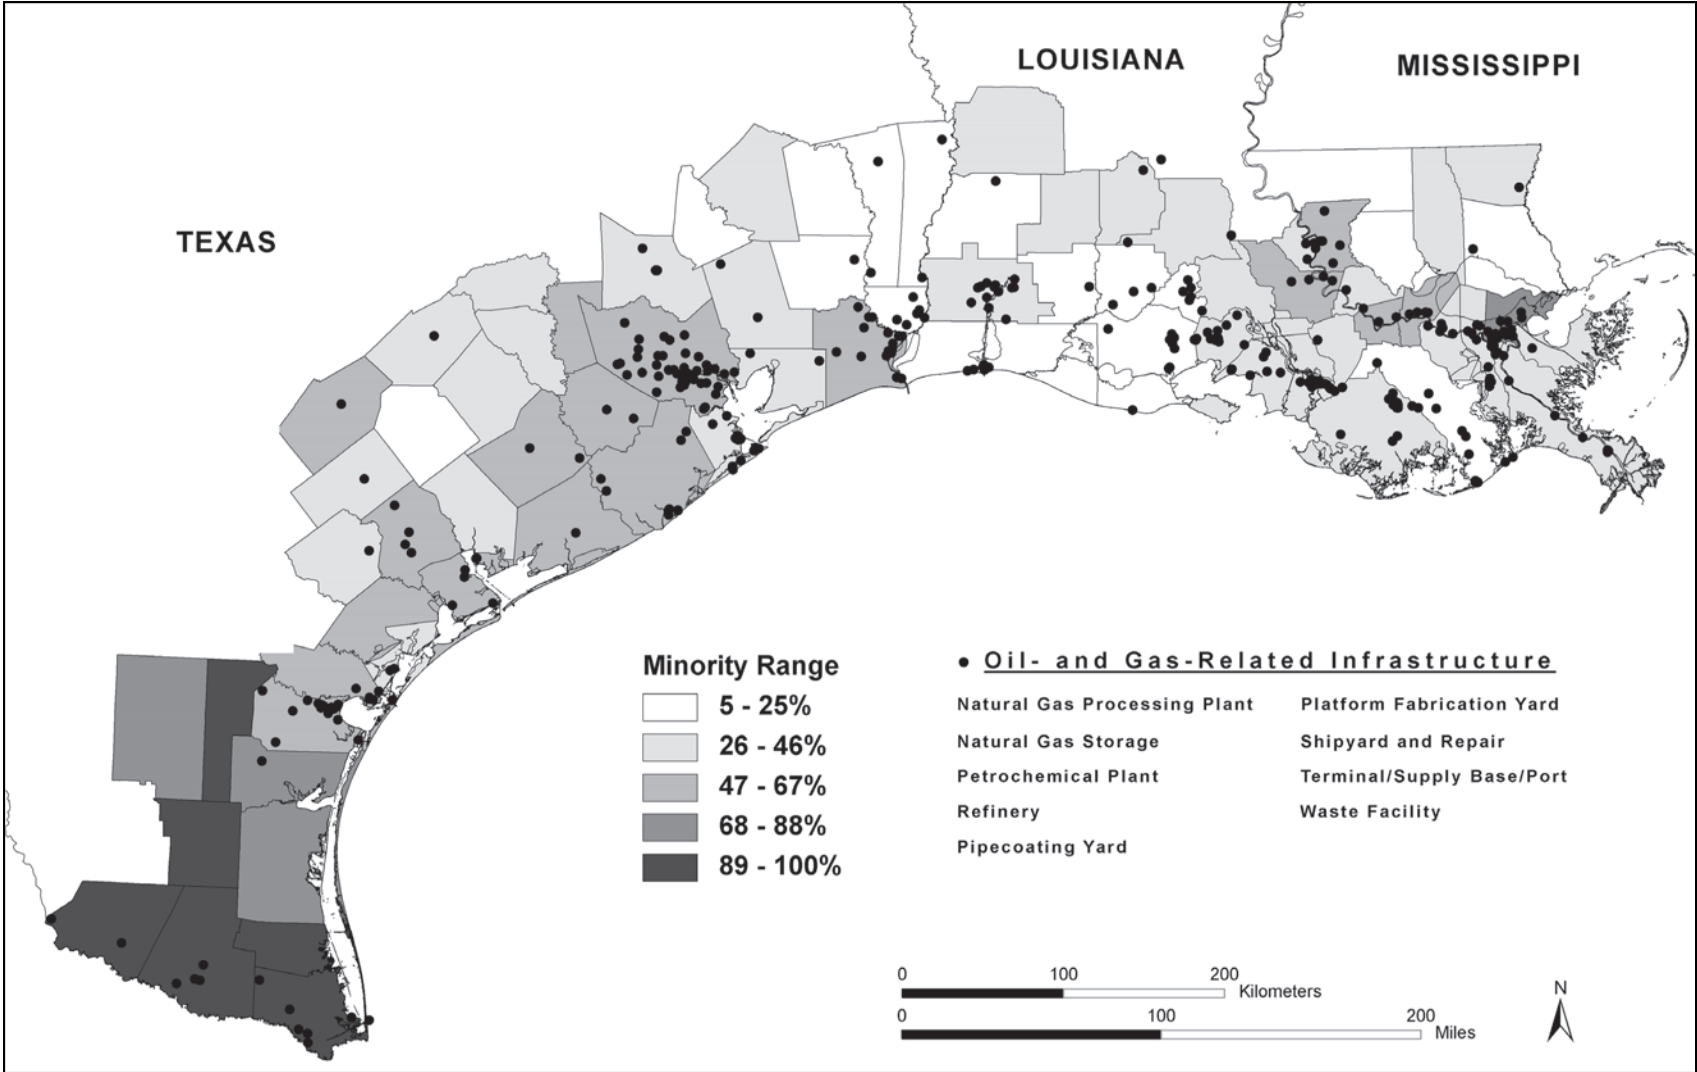 LOUISIANA
MISSISSIPPI
TEXAS
Minority Range
5 - 25%
26 - 46%
47 - 67%
68 - 88%
89 - 100%
Oil- and Gas-Related Infrastructure
Natural Gas Processing Plant
Natural Gas Storage
Petrochemical Plant
Refinery
Pipecoating Yard
Platform Fabrication Yard
Shipyard and Repair
Terminal/Supply Base/Port
Waste Facility
0 100 200
Kilometers
0 100 200
Miles
N